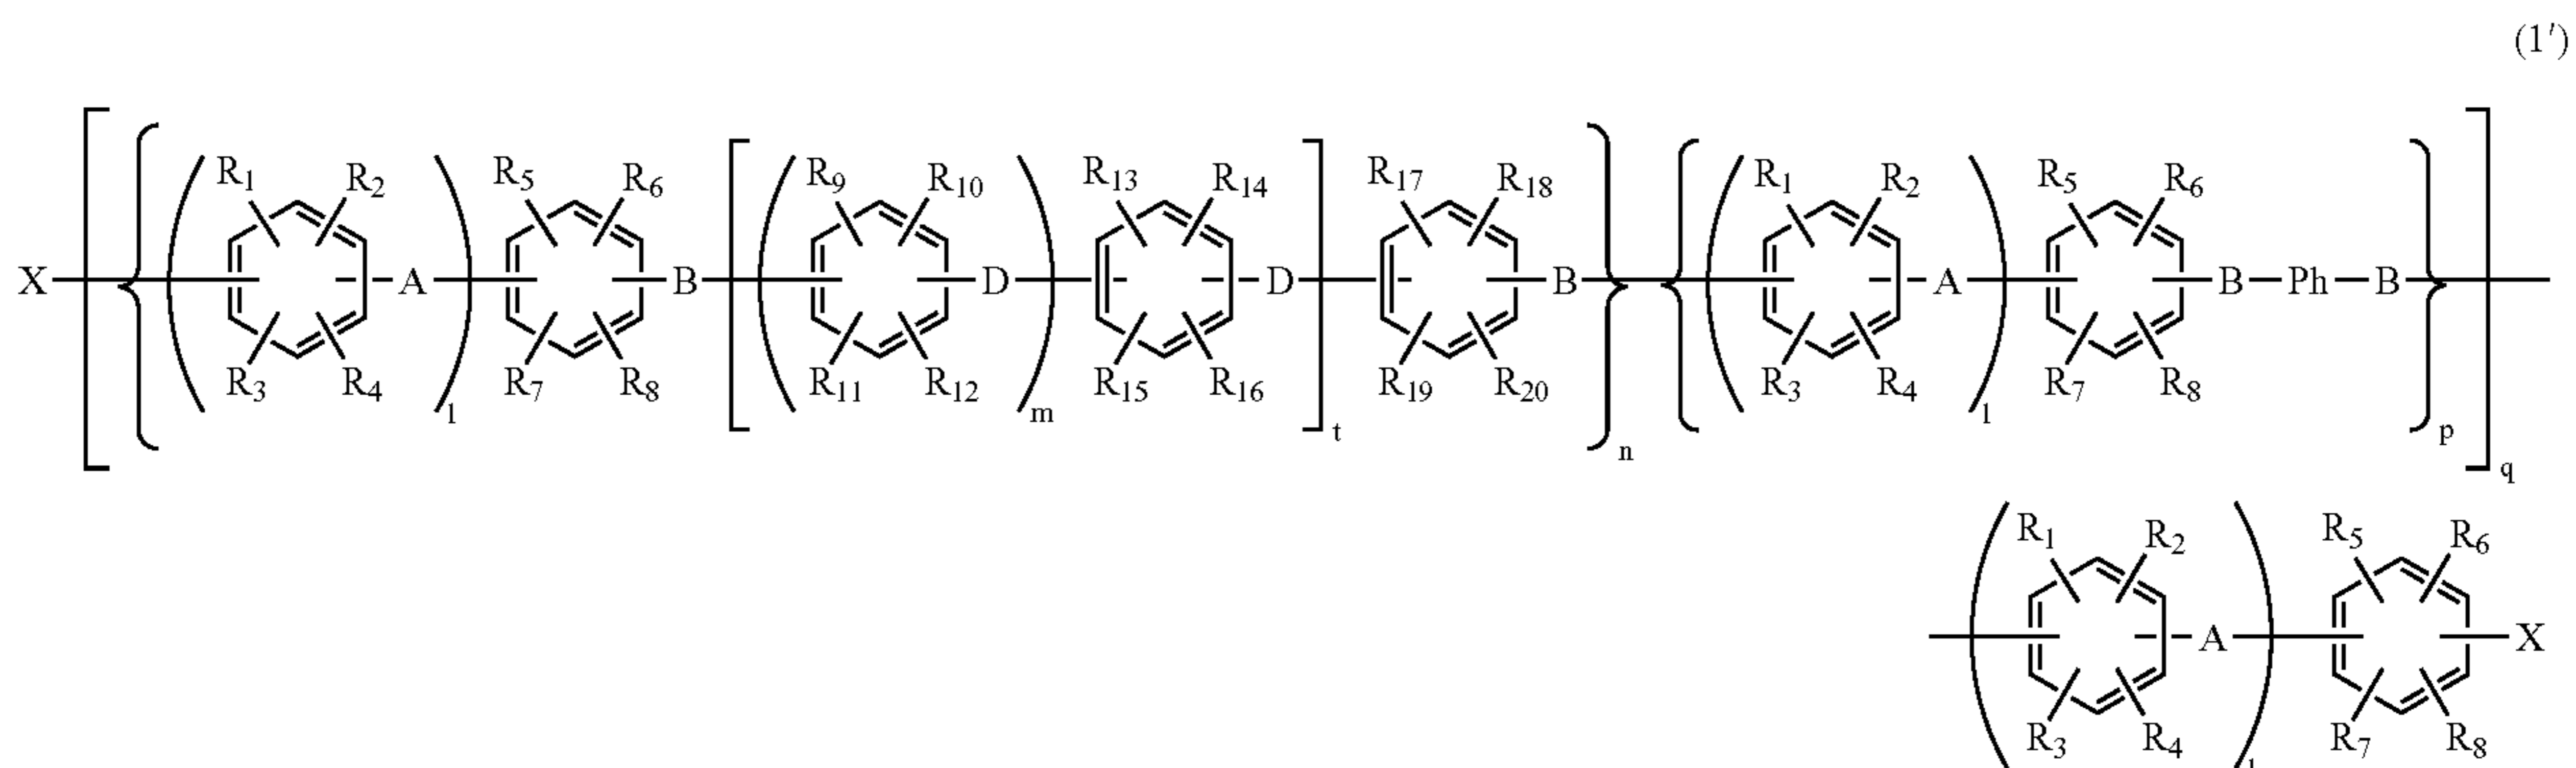 (1′)
R₁ R₂ R₅ R₆ R₉ R₁₀ R₁₃ R₁₄ R₁₇ R₁₈ R₁ R₂ R₅ R₆
X A B D D B A B Ph B
R₃ R₄ l R₇ R₈ R₁₁ R₁₂ m R₁₅ R₁₆ t R₁₉ R₂₀ n R₃ R₄ l R₇ R₈ p q
R₁ R₂ R₅ R₆
A X
R₃ R₄ l R₇ R₈